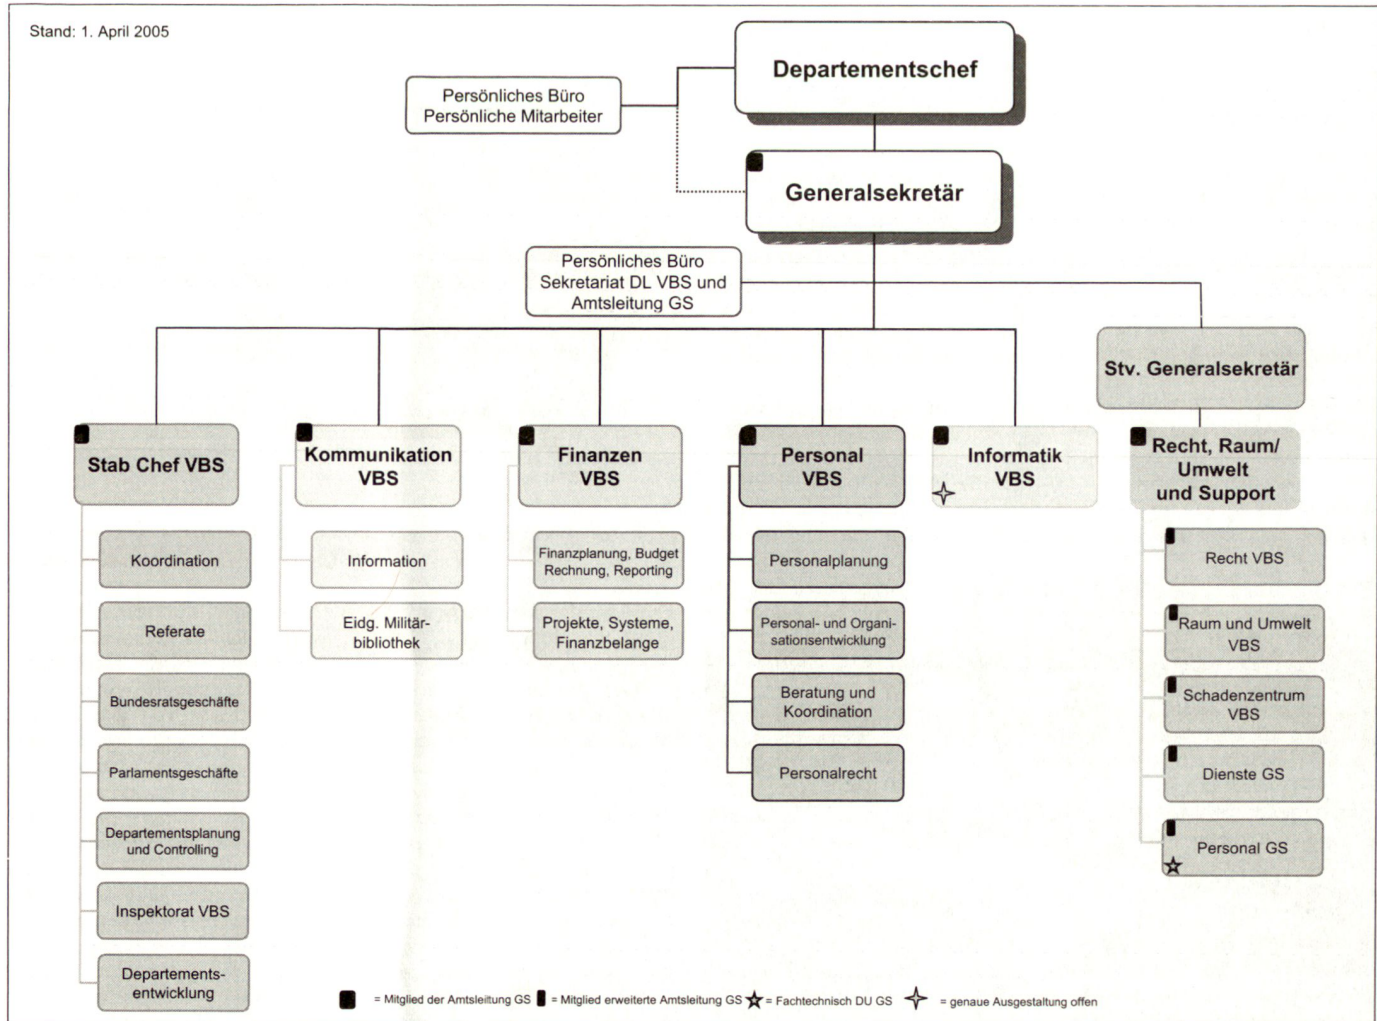 Stand: 1. April 2005
Departementschef
Persönliches Büro
Persönliche Mitarbeiter
Generalsekretär
Persönliches Büro
Sekretariat DL VBS und
Amtsleitung GS
Stv. Generalsekretär
Stab Chef VBS
Koordination
Referate
Bundesratsgeschäfte
Parlamentsgeschäfte
Departementsplanung
und Controlling
Inspektorat VBS
Departements-
entwicklung
Kommunikation
VBS
Information
Eidg. Militär-
bibliothek
Finanzen
VBS
Finanzplanung, Budget
Rechnung, Reporting
Projekte, Systeme,
Finanzbelange
Personal
VBS
Personalplanung
Personal- und Organi-
sationsentwicklung
Beratung und
Koordination
Personalrecht
Informatik
VBS
Recht, Raum/
Umwelt
und Support
Recht VBS
Raum und Umwelt
VBS
Schadenzentrum
VBS
Dienste GS
Personal GS
= Mitglied der Amtsleitung GS = Mitglied erweiterte Amtsleitung GS = Fachtechnisch DU GS = genaue Ausgestaltung offen